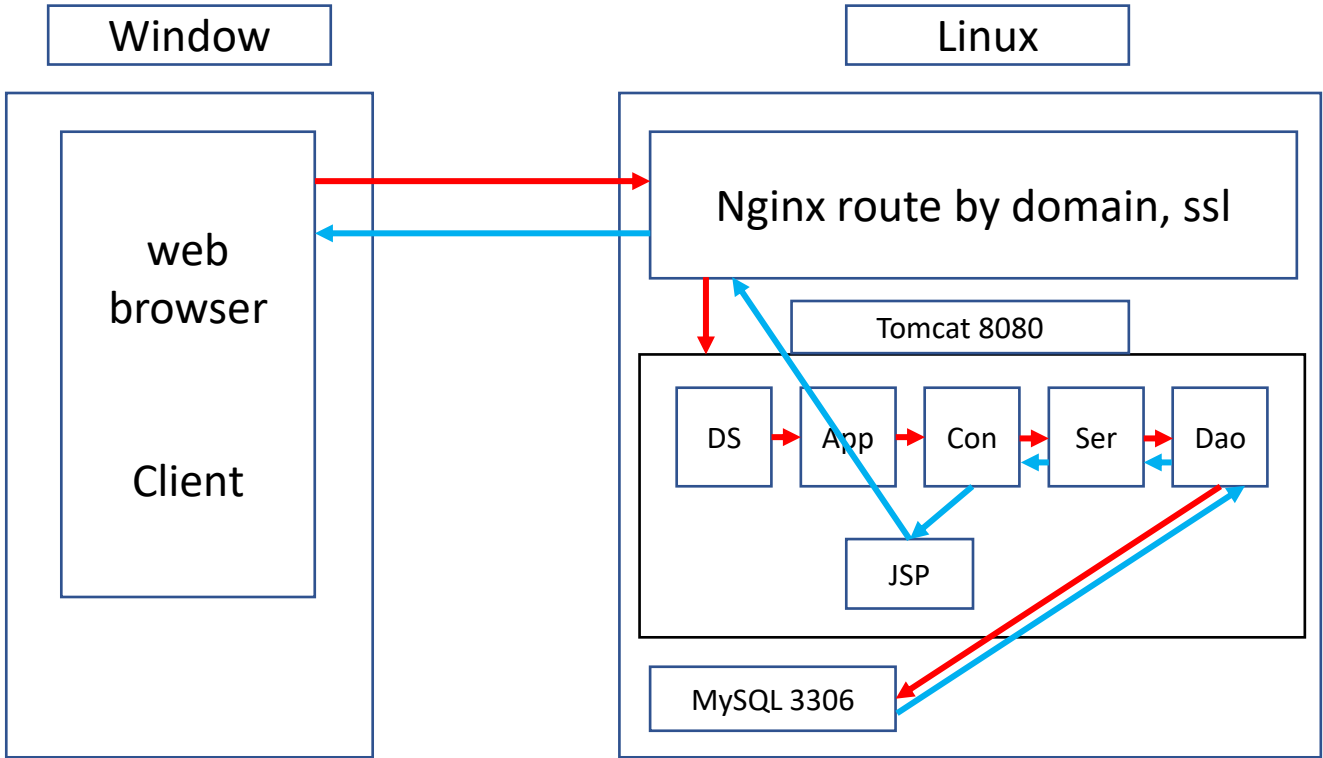 Window
Linux
web
browser
Client
Nginx route by domain, ssl
Tomcat 8080
DS
App
Con
Ser
Dao
JSP
MySQL 3306